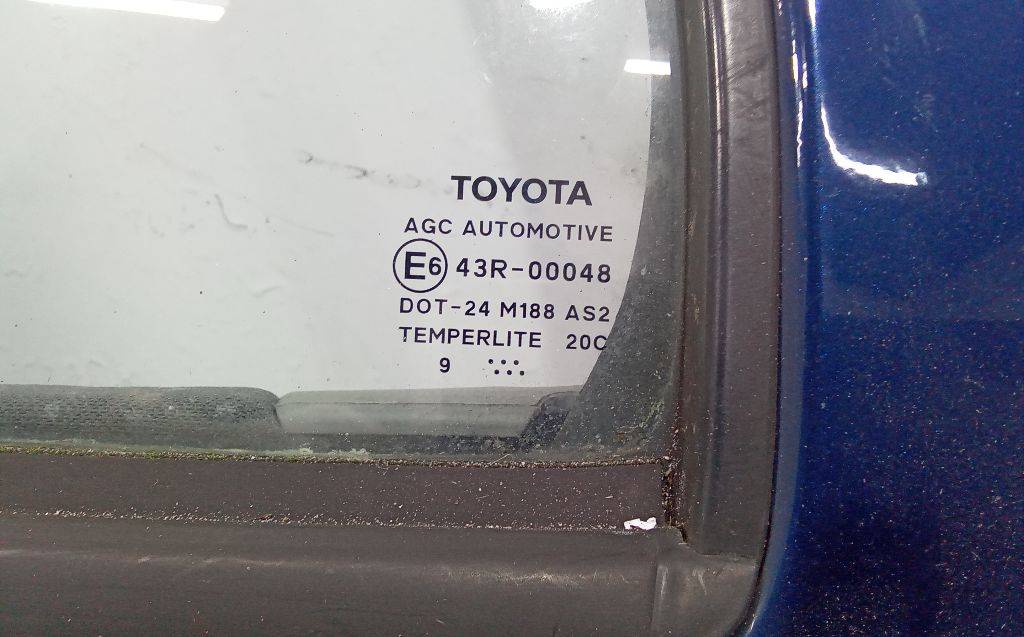 TOYOTA
AGC AUTOMOTIVE
E6 43R-00048
DOT-24 M188 AS2
TEMPERLITE 20C
9